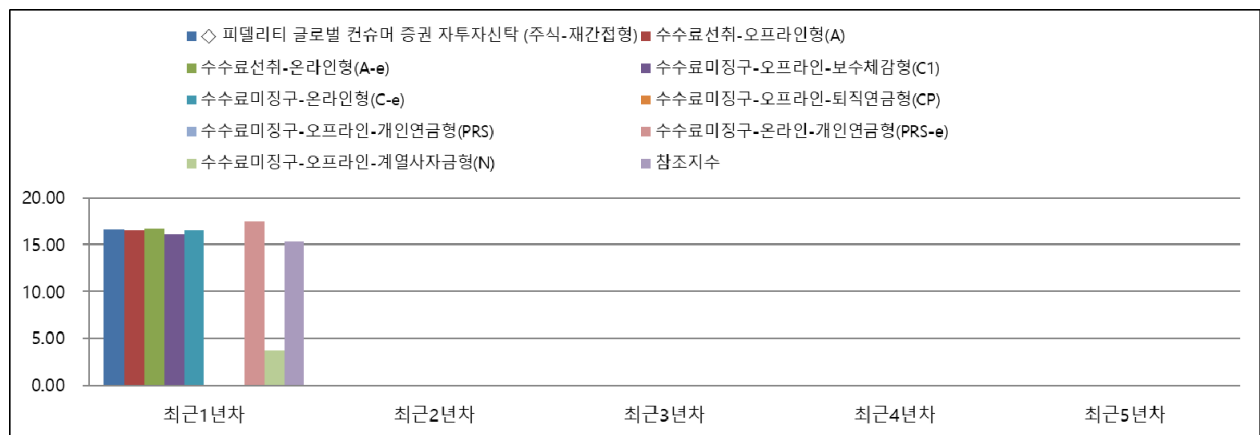 ◇ 피델리티 글로벌 컨슈머 증권 자투자신탁 (주식-재간접형) 수수료선취-오프라인형(A)
수수료선취-온라인형(A-e) 수수료미징구-오프라인-보수체감형(C1)
수수료미징구-온라인형(C-e) 수수료미징구-오프라인-퇴직연금형(CP)
수수료미징구-오프라인-개인연금형(PRS) 수수료미징구-온라인-개인연금형(PRS-e)
수수료미징구-오프라인-계열사자금형(N) 참조지수
20.00
15.00
10.00
5.00
0.00
최근1년차 최근2년차 최근3년차 최근4년차 최근5년차